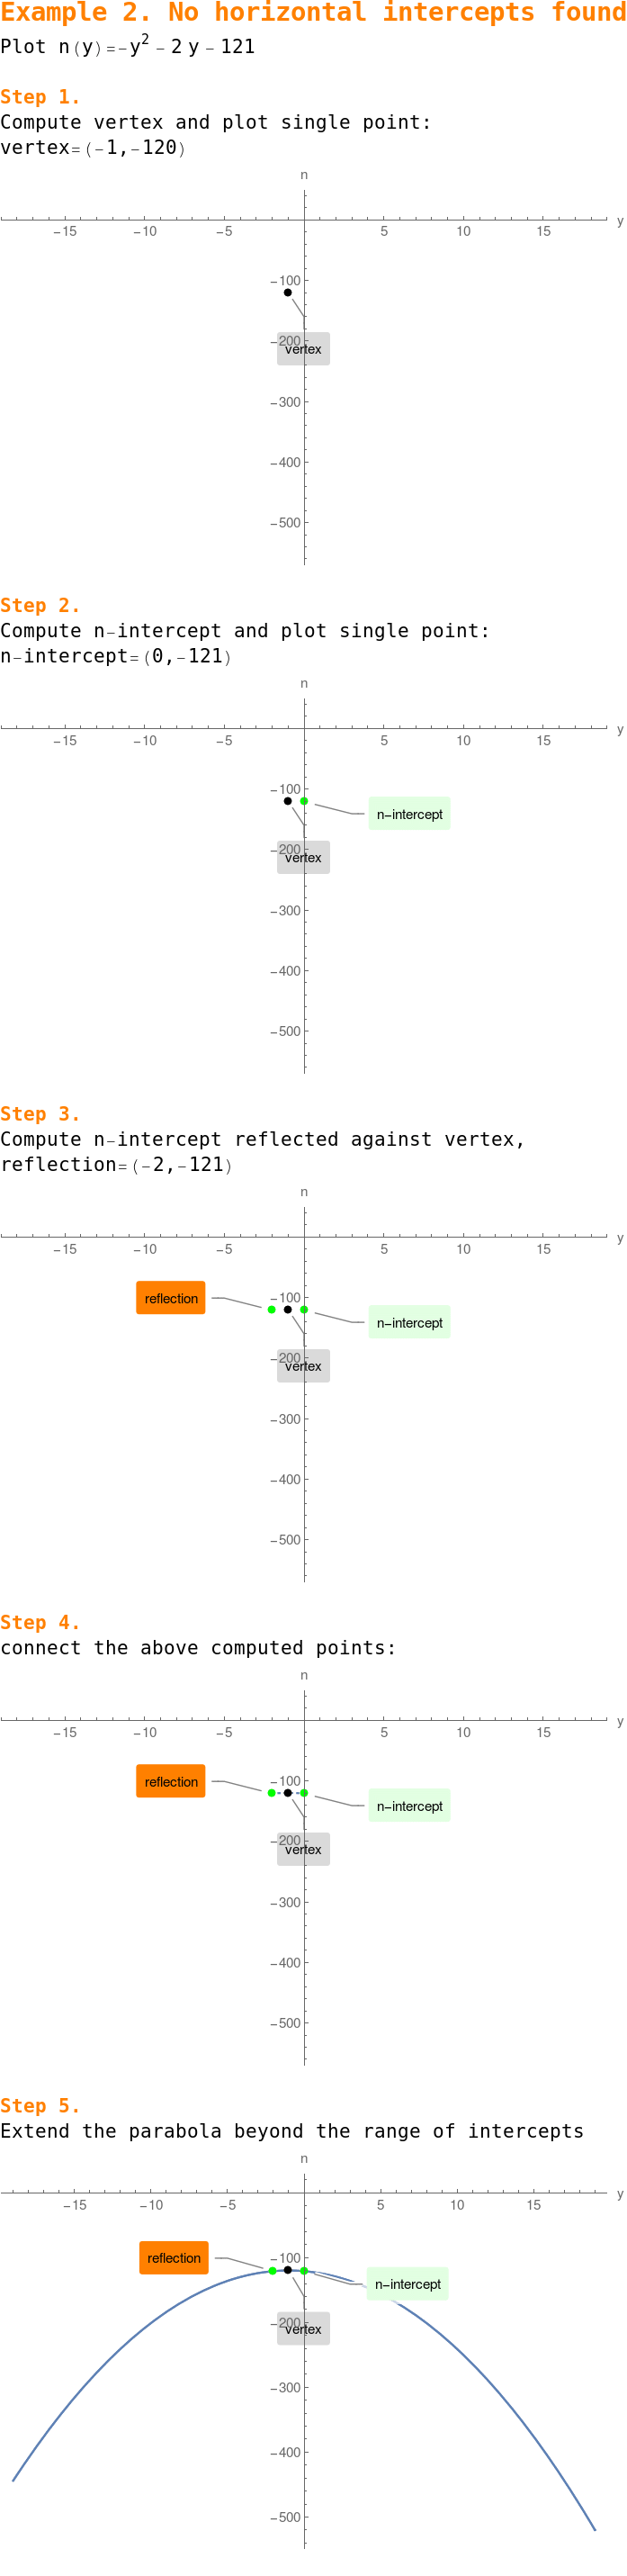 Example 2. No horizontal intercepts found
Plot n(y)=-y² - 2 y - 121
Step 1.
Compute vertex and plot single point:
vertex=(-1,-120)
n
-15 -10 -5 5 10 15 y
-100
-200
vertex
-300
-400
-500
Step 2.
Compute n-intercept and plot single point:
n-intercept=(0,-121)
n
-15 -10 -5 5 10 15 y
-100
n-intercept
-200
vertex
-300
-400
-500
Step 3.
Compute n-intercept reflected against vertex,
reflection=(-2,-121)
n
-15 -10 -5 5 10 15 y
reflection -100
n-intercept
-200
vertex
-300
-400
-500
Step 4.
connect the above computed points:
n
-15 -10 -5 5 10 15 y
reflection -100
n-intercept
-200
vertex
-300
-400
-500
Step 5.
Extend the parabola beyond the range of intercepts
n
-15 -10 -5 5 10 15 y
reflection -100
n-intercept
-200
vertex
-300
-400
-500